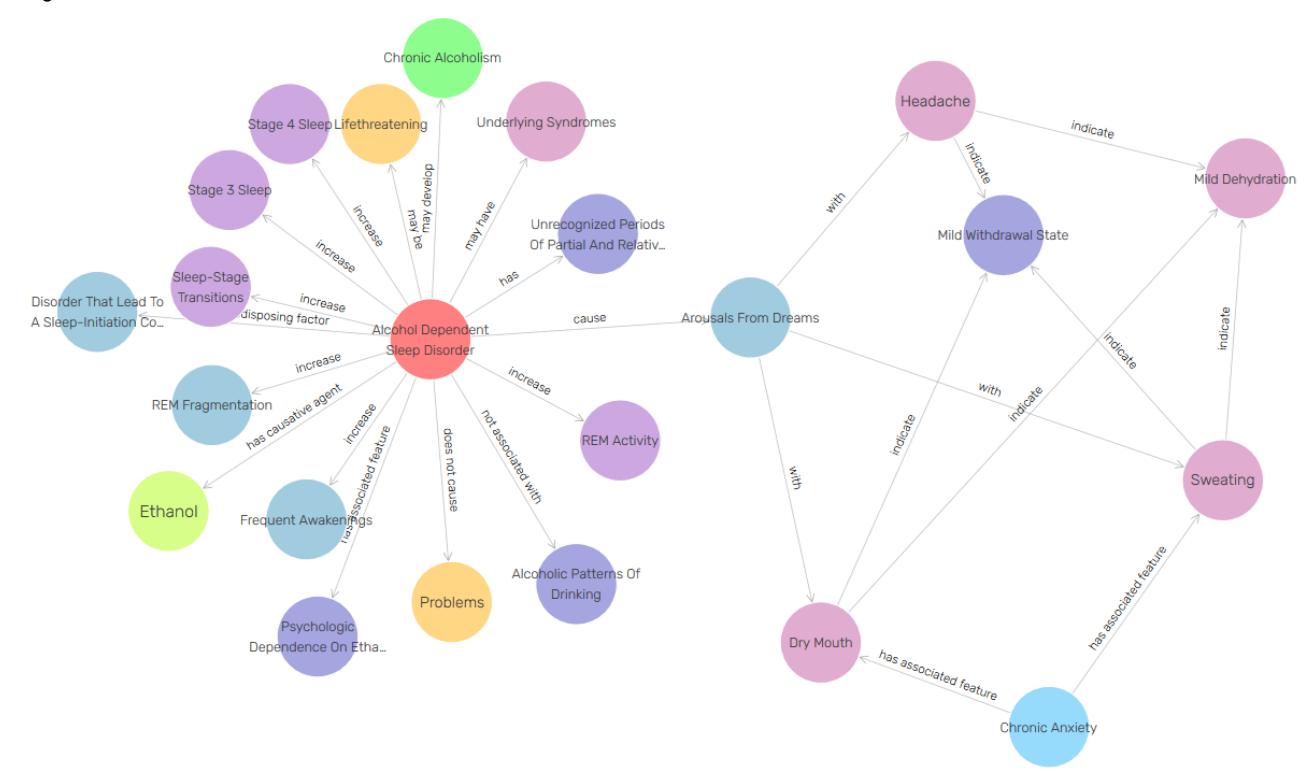 Chronic Alcoholism
Headache
Stage 4 Sleep
Lifethreatening
Underlying Syndromes
indicate
indicate
Mild Dehydration
Stage 3 Sleep
with
increase
may be
may develop
may have
Unrecognized Periods
Of Partial And Relativ...
Mild Withdrawal State
increase
has
Sleep-Stage
Transitions
Disorder That Lead To
A Sleep-Initiation Co...
increase
disposing factor
Alcohol Dependent
Sleep Disorder
cause
Arousals From Dreams
indicate
indicate
increase
increase
with
indicate
REM Fragmentation
has causative agent
increase
has associated feature
does not cause
not associated with
REM Activity
indicate
with
Sweating
Ethanol
Frequent Awakenings
Alcoholic Patterns Of
Drinking
Problems
has associated feature
Psychologic
Dependence On Etha...
Dry Mouth
has associated feature
Chronic Anxiety